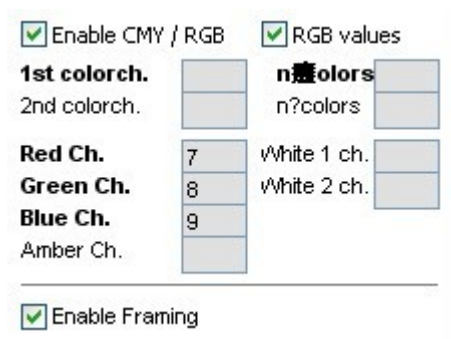 Enable CMY / RGB RGB values
1st colorch.
2nd colorch. n?colors
Red Ch. 7 White 1 ch.
Green Ch. 8 White 2 ch.
Blue Ch. 9
Amber Ch.
Enable Framing